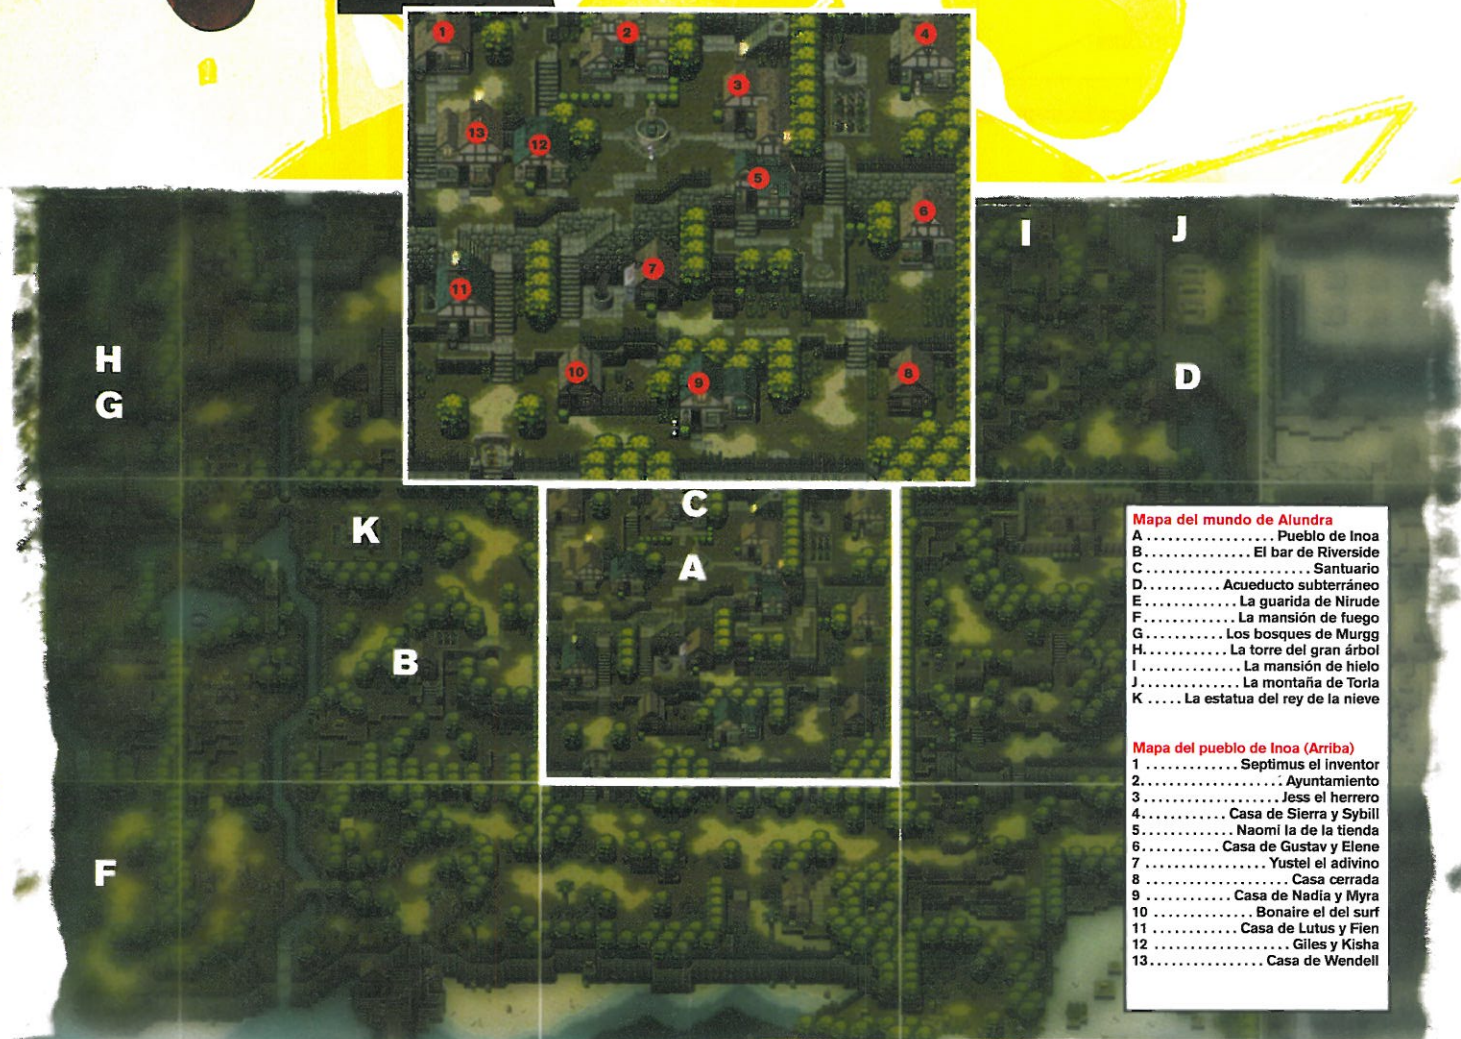 1
2
4
3
13
12
5
6
7
11
10
9
8
I
J
H
D
G
C
K
A
B
F
Mapa del mundo de Alundra
A . . . . . . . . . . . . . . . . . Pueblo de Inoa
B. . . . . . . . . . . . . . El bar de Riverside
C . . . . . . . . . . . . . . . . . . . . . Santuario
D. . . . . . . . . . Acueducto subterráneo
E . . . . . . . . . . . . La guarida de Nirude
F . . . . . . . . . . . . La mansión de fuego
G . . . . . . . . . . Los bosques de Murgg
H. . . . . . . . . . . La torre del gran árbol
I . . . . . . . . . . . . . La mansión de hielo
J . . . . . . . . . . . . . La montaña de Torla
K . . . . . La estatua del rey de la nieve
Mapa del pueblo de Inoa (Arriba)
1 . . . . . . . . . . . . . Septimus el inventor
2. . . . . . . . . . . . . . . . . . Ayuntamiento
3 . . . . . . . . . . . . . . . . . Jess el herrero
4. . . . . . . . . . . Casa de Sierra y Sybill
5 . . . . . . . . . . . . Naomi la de la tienda
6 . . . . . . . . . . Casa de Gustav y Elene
7 . . . . . . . . . . . . . . . Yustel el adivino
8 . . . . . . . . . . . . . . . . . . Casa cerrada
9 . . . . . . . . . . . Casa de Nadia y Myra
10 . . . . . . . . . . . . Bonaire el del surf
11 . . . . . . . . . . . Casa de Lutus y Fien
12 . . . . . . . . . . . . . . . . . Giles y Kisha
13. . . . . . . . . . . . . . Casa de Wendell